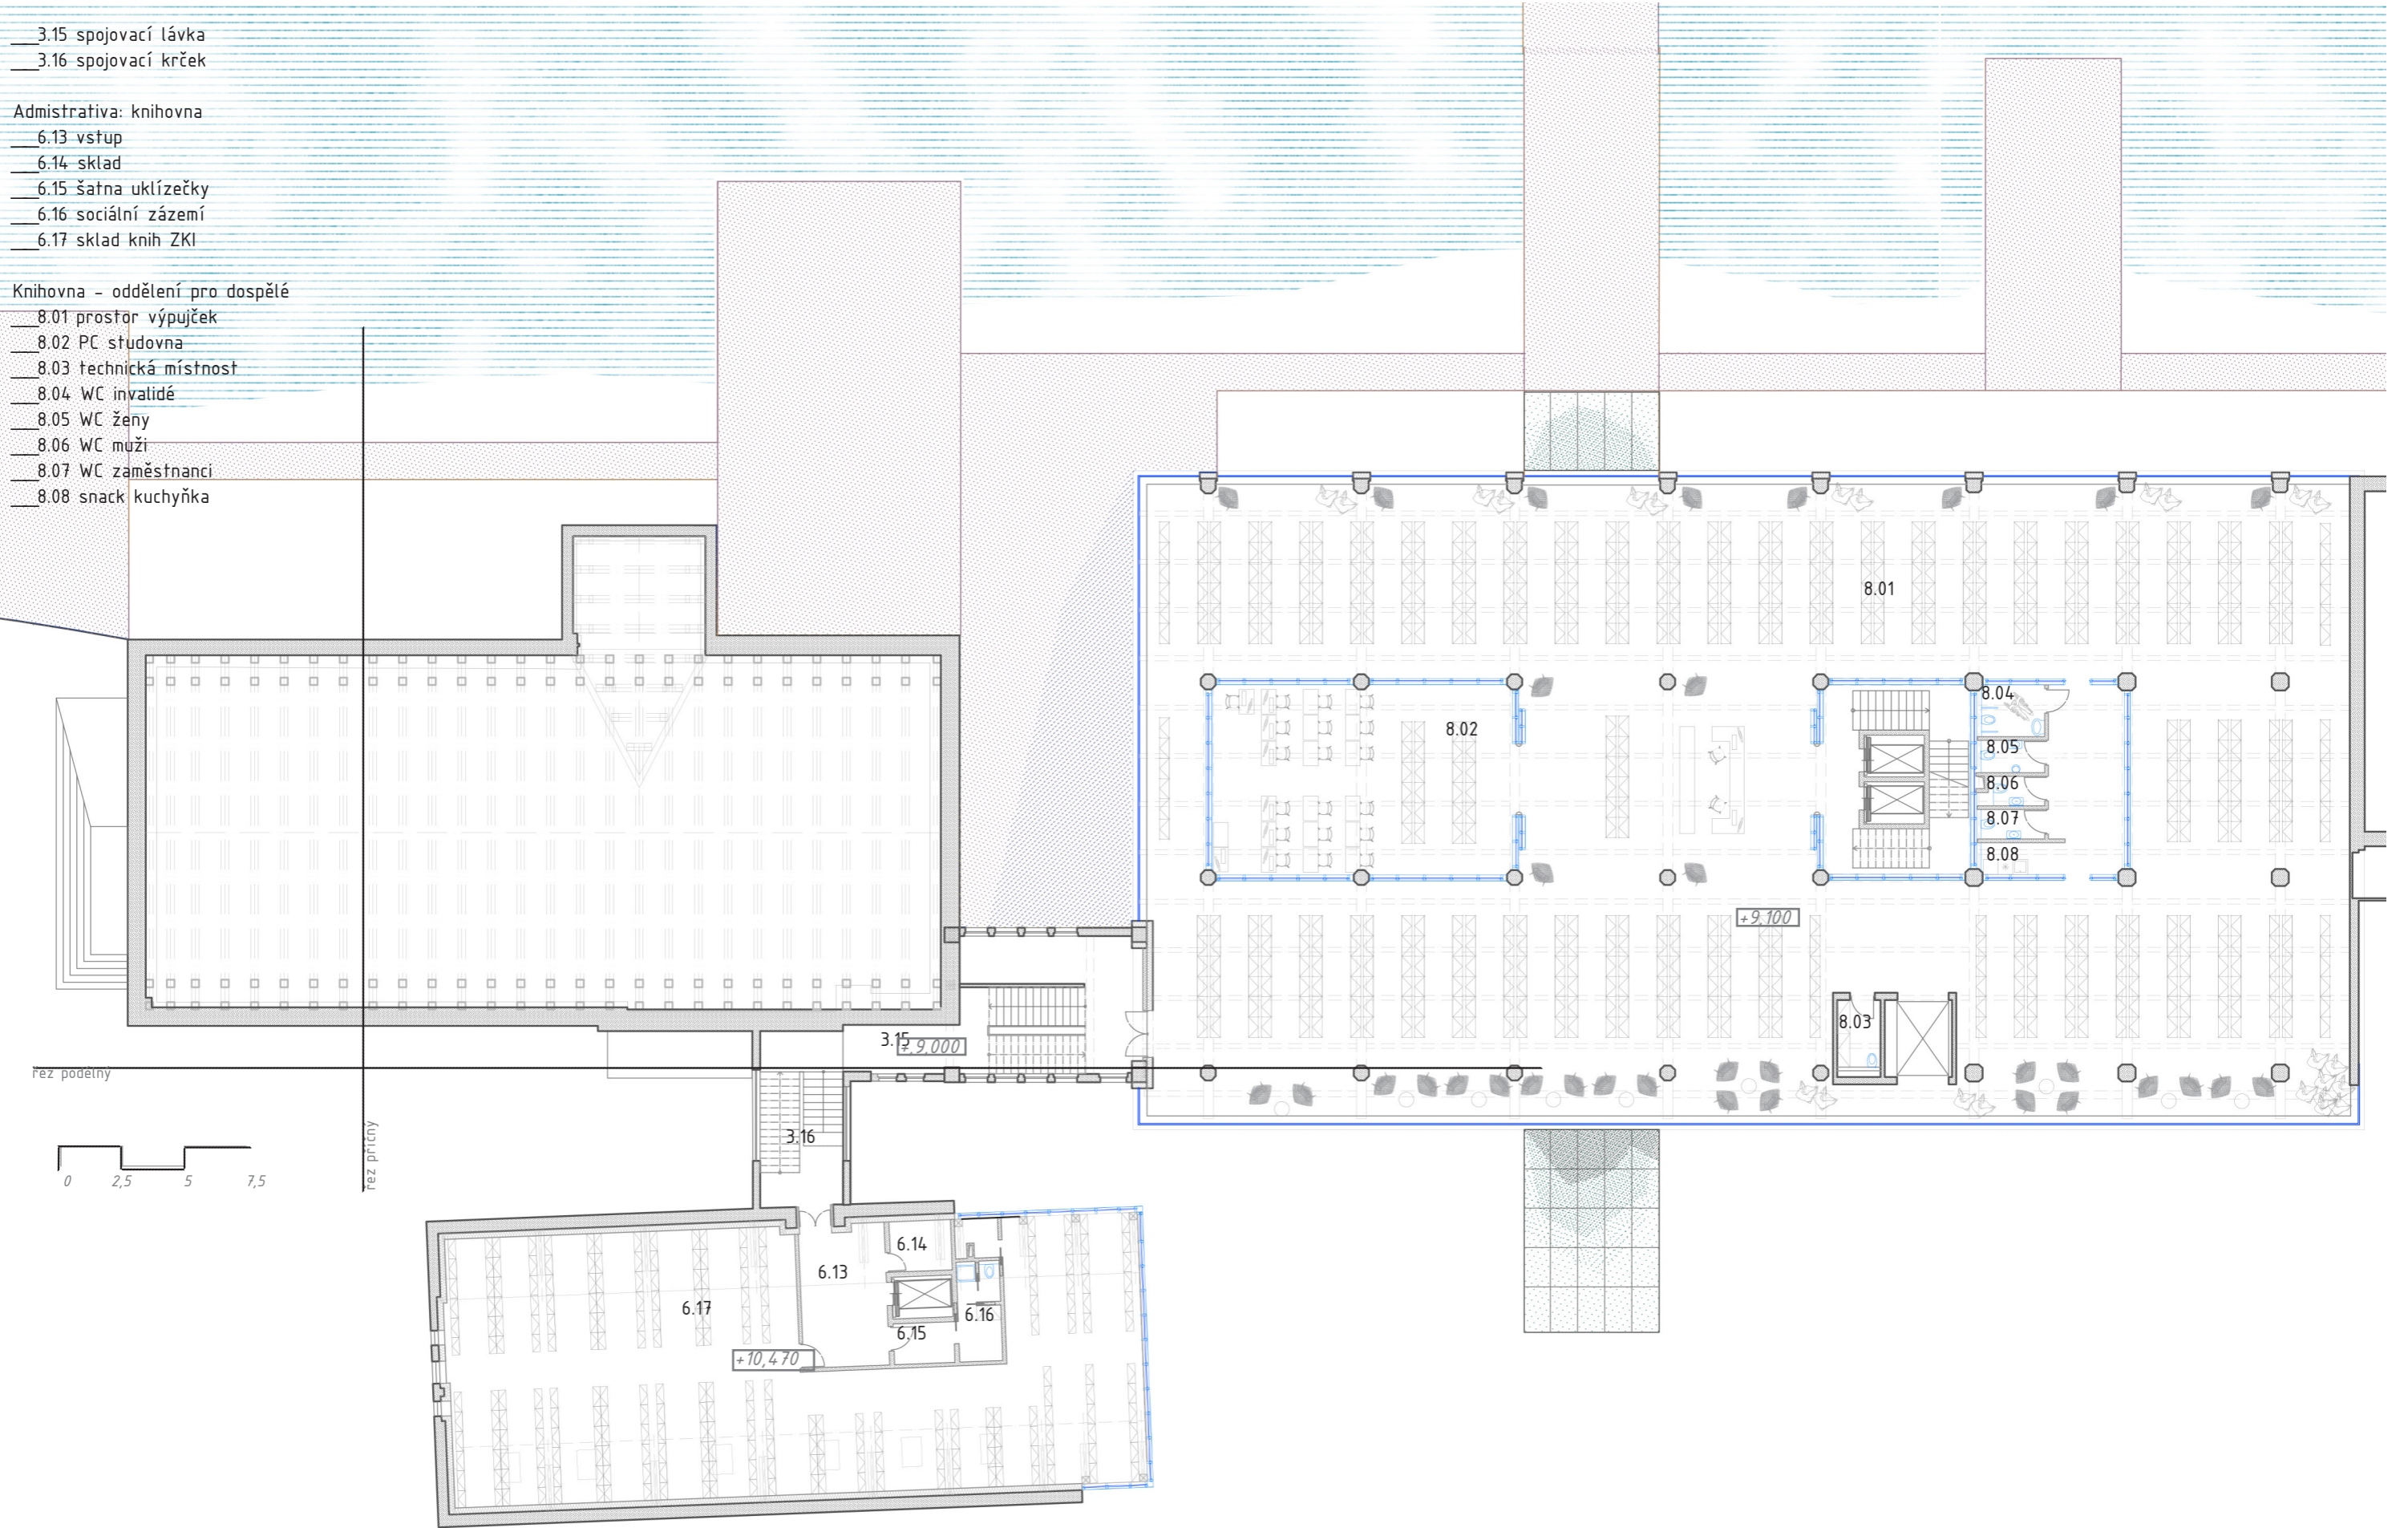 ___3.15 spojovací lávka
___3.16 spojovací krček
Admistrativa: knihovna
___6.13 vstup
___6.14 sklad
___6.15 šatna uklízečky
___6.16 sociální zázemí
___6.17 sklad knih ZKI
Knihovna - oddělení pro dospělé
___8.01 prostor výpujček
___8.02 PC studovna
___8.03 technická místnost
___8.04 WC invalidé
___8.05 WC ženy
___8.06 WC muži
___8.07 WC zaměstnanci
___8.08 snack kuchyňka
8.01
8.02
8.04
8.05
8.06
8.07
8.08
+9,100
8.03
3.15
+9,000
řez podélný
řez příčný
3.16
0 2,5 5 7,5
6.14
6.13
6.17
6.16
6.15
+10,470